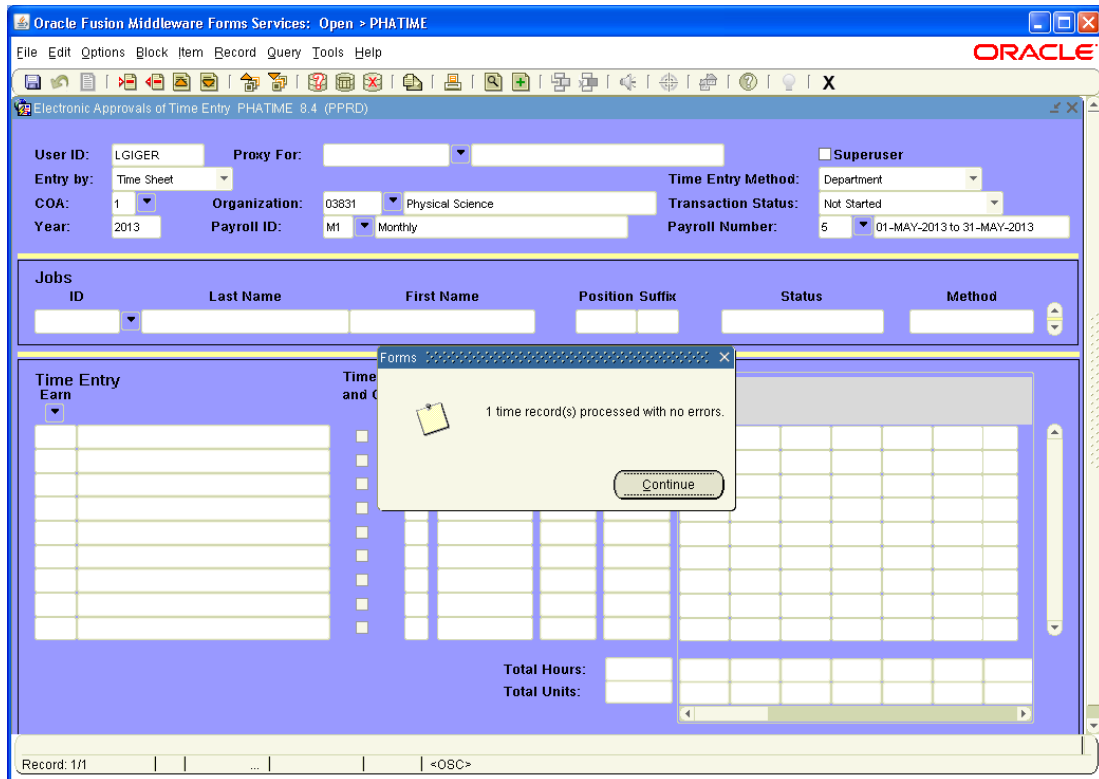 Oracle Fusion Middleware Forms Services: Open > PHATIME
File Edit Options Block Item Record Query Tools Help
ORACLE
X
Electronic Approvals of Time Entry PHATIME 8.4 (PPRD)
User ID: LGIGER Proxy For: Superuser
Entry by: Time Sheet Time Entry Method: Department
COA: 1 Organization: 03831 Physical Science Transaction Status: Not Started
Year: 2013 Payroll ID: M1 Monthly Payroll Number: 5 01-MAY-2013 to 31-MAY-2013
Jobs
ID Last Name First Name Position Suffix Status Method
Forms
Time Entry Time
Earn and
1 time record(s) processed with no errors.
Continue
Total Hours:
Total Units:
Record: 1/1 ... <OSC>